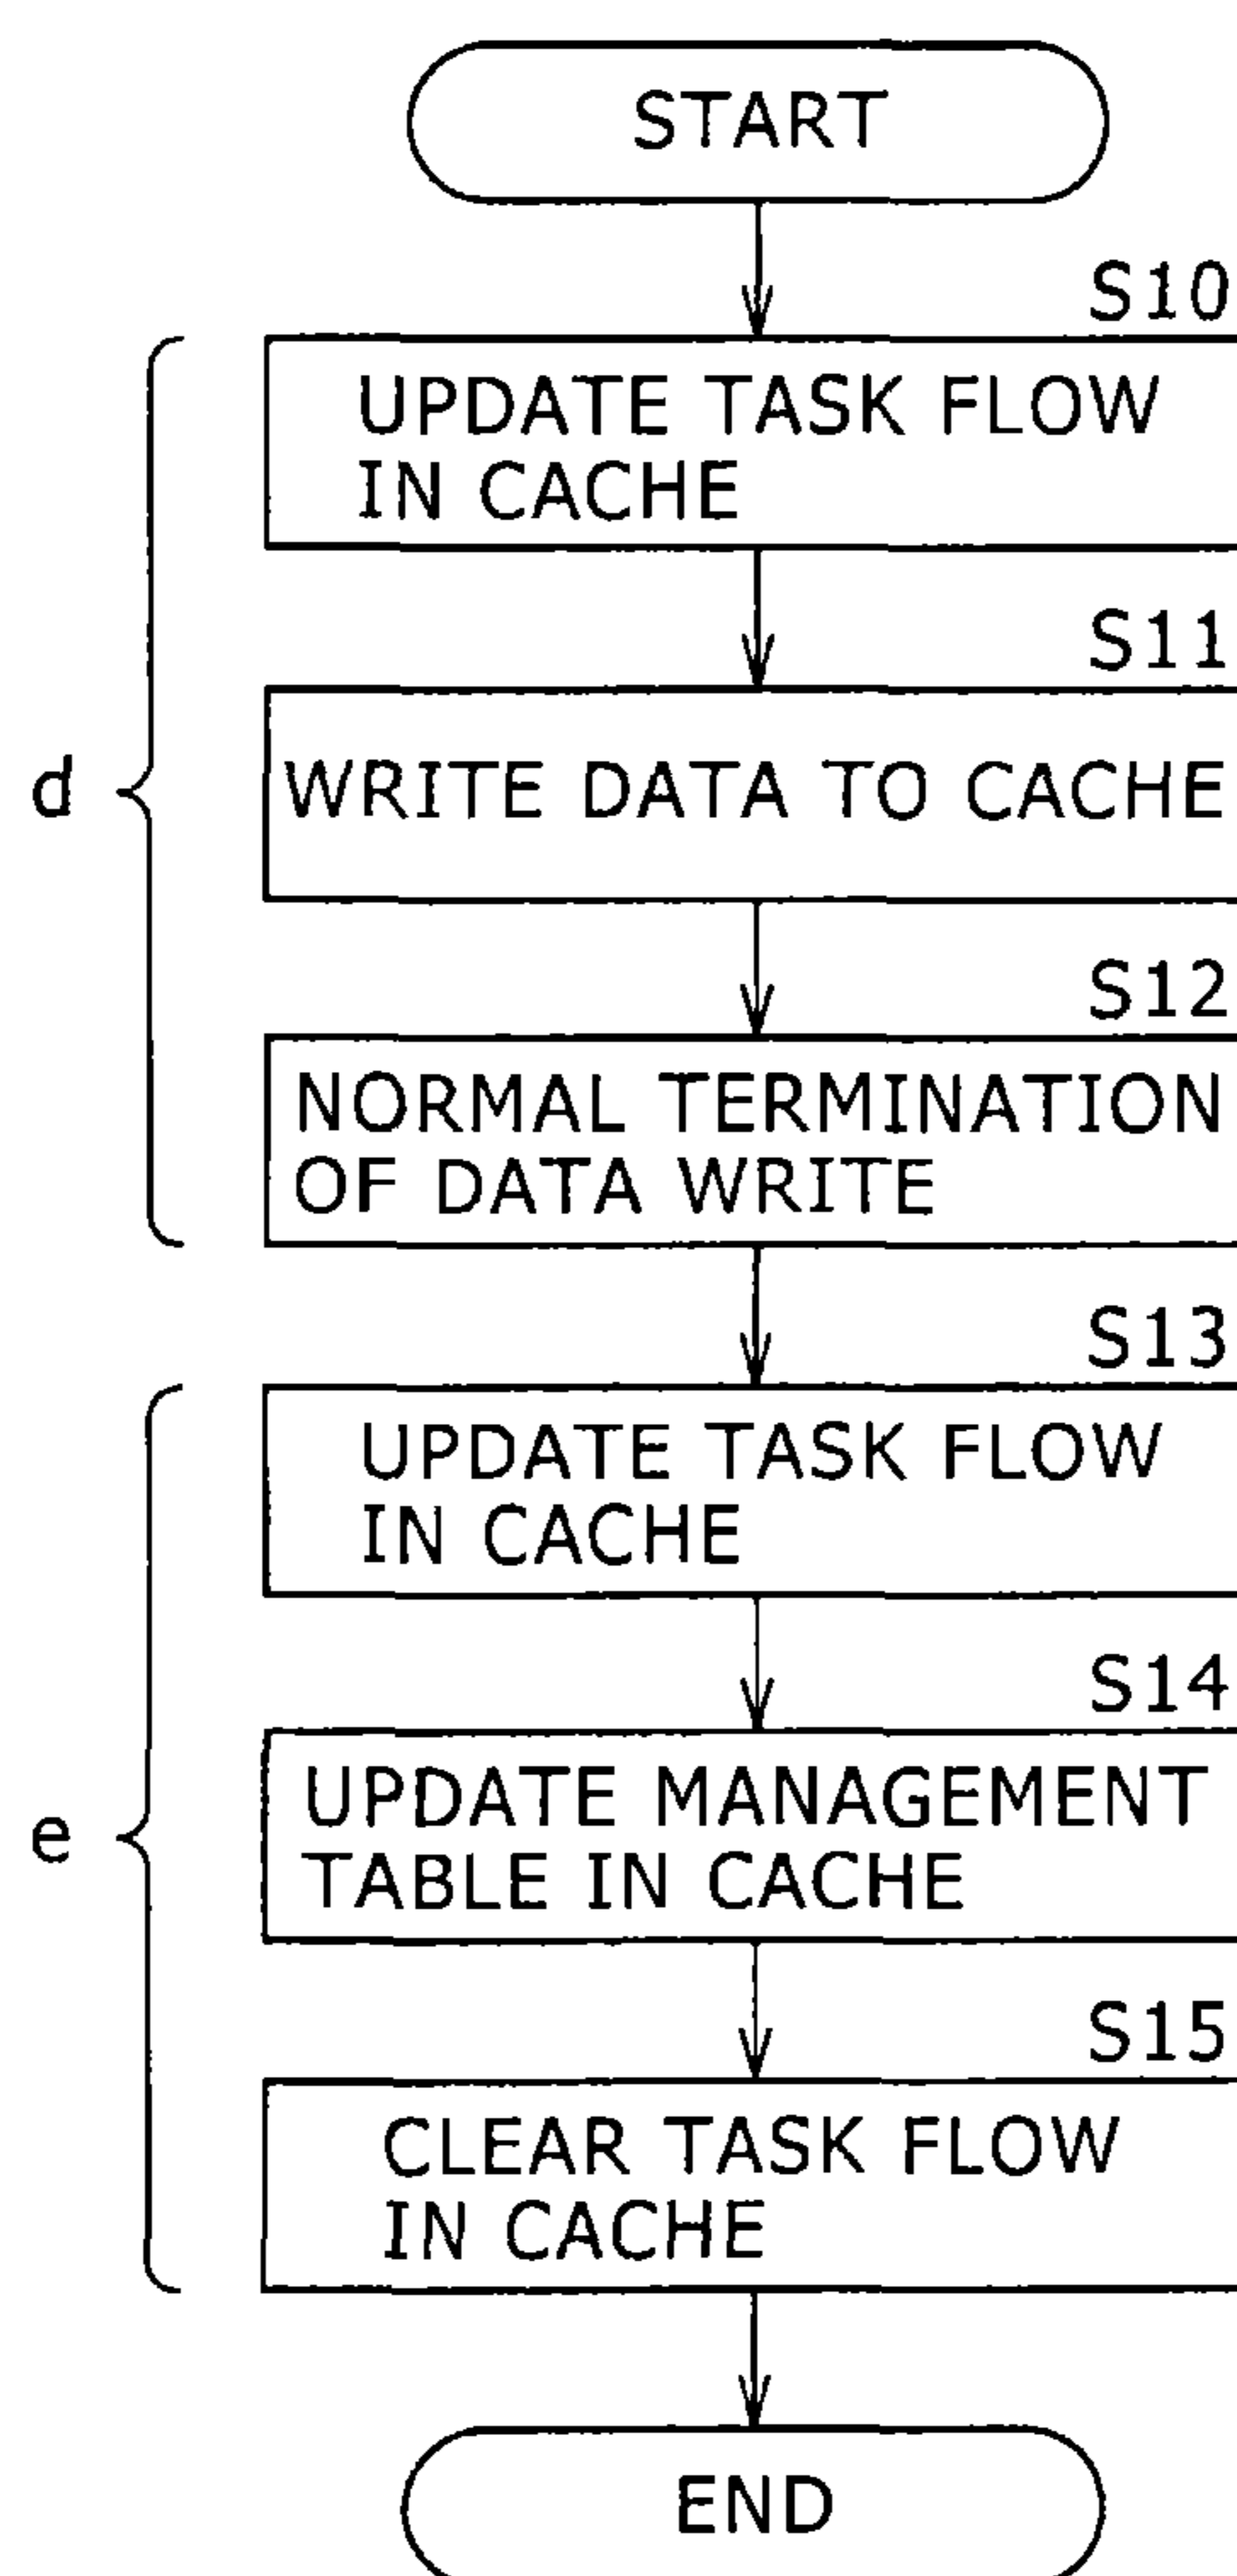 START
S10
UPDATE TASK FLOW
IN CACHE
S11
d
WRITE DATA TO CACHE
S12
NORMAL TERMINATION
OF DATA WRITE
S13
UPDATE TASK FLOW
IN CACHE
S14
e
UPDATE MANAGEMENT
TABLE IN CACHE
S15
CLEAR TASK FLOW
IN CACHE
END